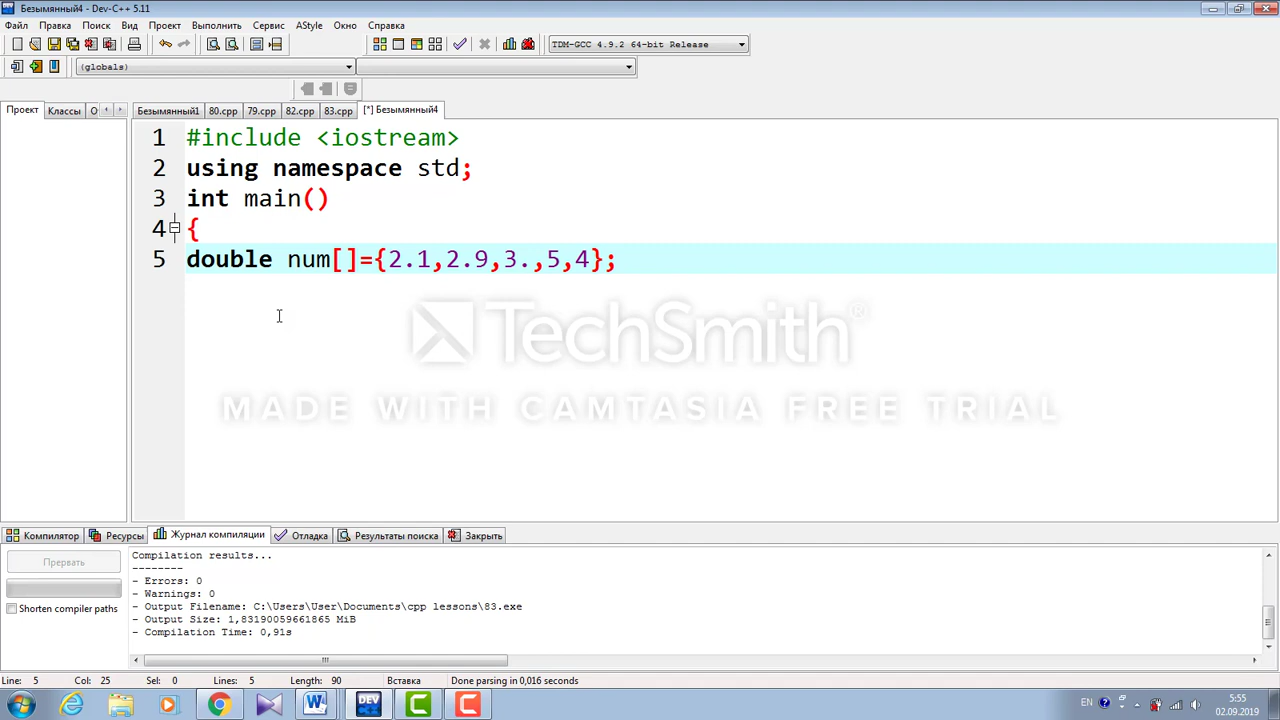 Безымянный4 - Dev-C++ 5.11
Файл Правка Поиск Вид Проект Выполнить Сервис AStyle Окно Справка
TDM-GCC 4.9.2 64-bit Release
(globals)
Проект Классы О Безымянный1 80.cpp 79.cpp 82.cpp 83.cpp [*] Безымянный4
1 #include <iostream>
2 using namespace std;
3 int main()
4 {
5 double num[]={2.1,2.9,3.,5,4};
TechSmith®
MADE WITH CAMTASIA FREE TRIAL
Компилятор Ресурсы Журнал компиляции Отладка Результаты поиска Закрыть
Прервать
Shorten compiler paths
Compilation results...
--------
- Errors: 0
- Warnings: 0
- Output Filename: C:\Users\User\Documents\cpp lessons\83.exe
- Output Size: 1,83190059661865 MiB
- Compilation Time: 0,91s
Line: 5 Col: 25 Sel: 0 Lines: 5 Length: 90 Вставка Done parsing in 0,016 seconds
DEV
EN 5:55
02.09.2019